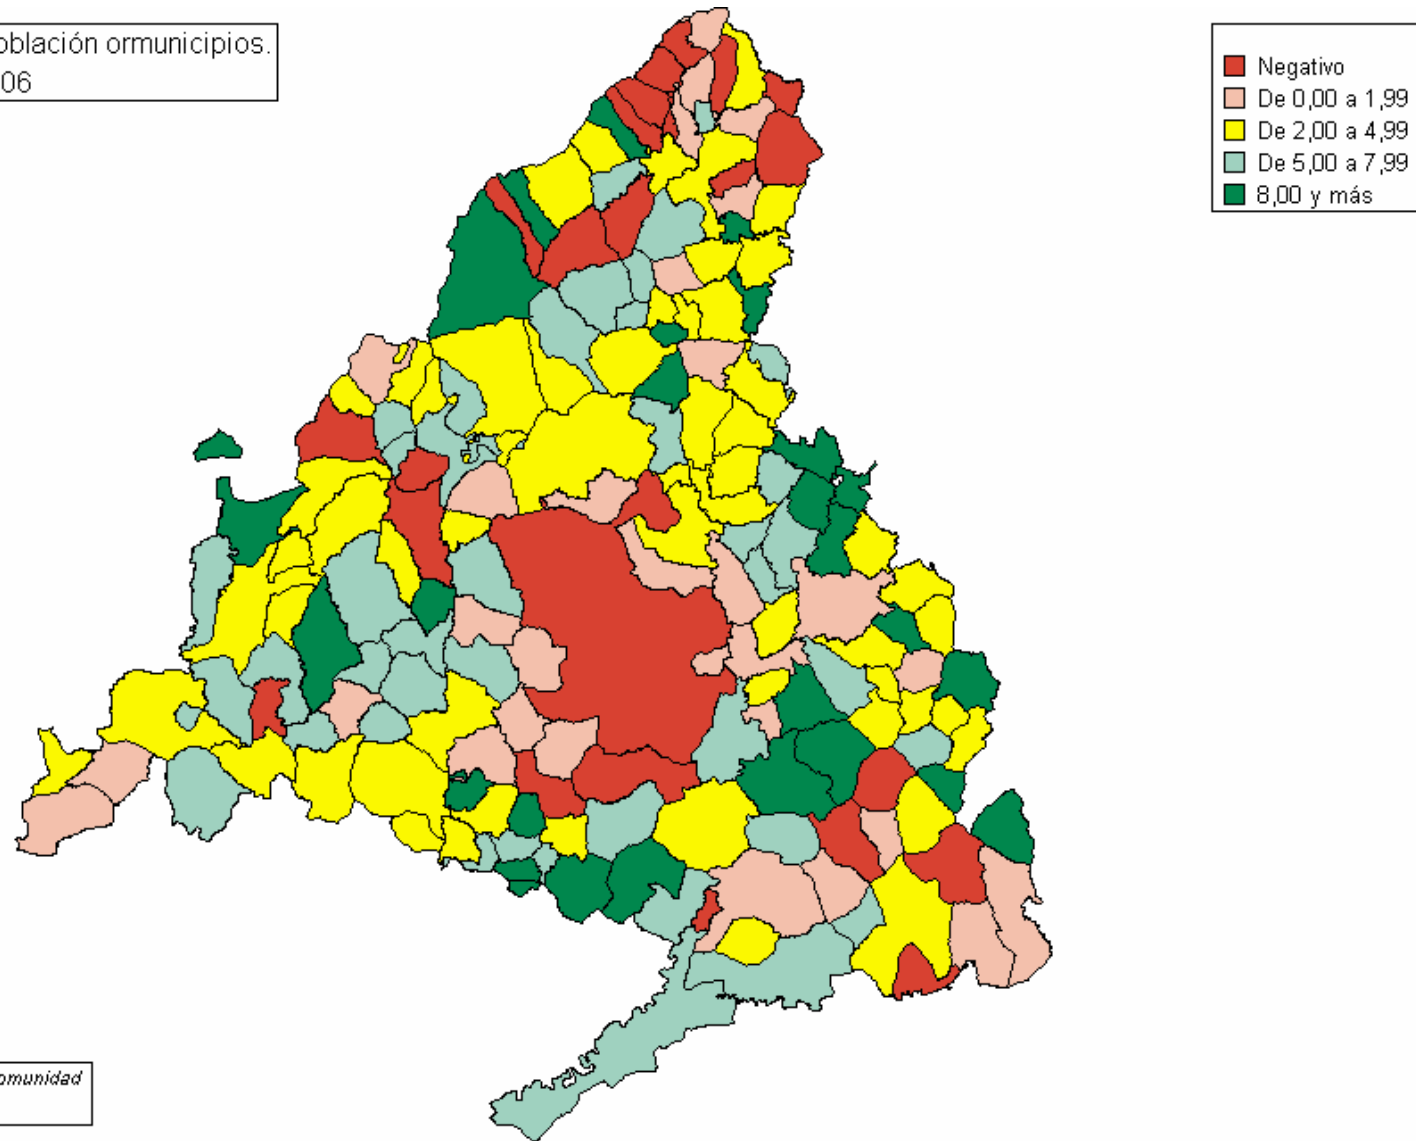 oblación ormunicipios.
06
Negativo
De 0,00 a 1,99
De 2,00 a 4,99
De 5,00 a 7,99
8,00 y más
omunidad